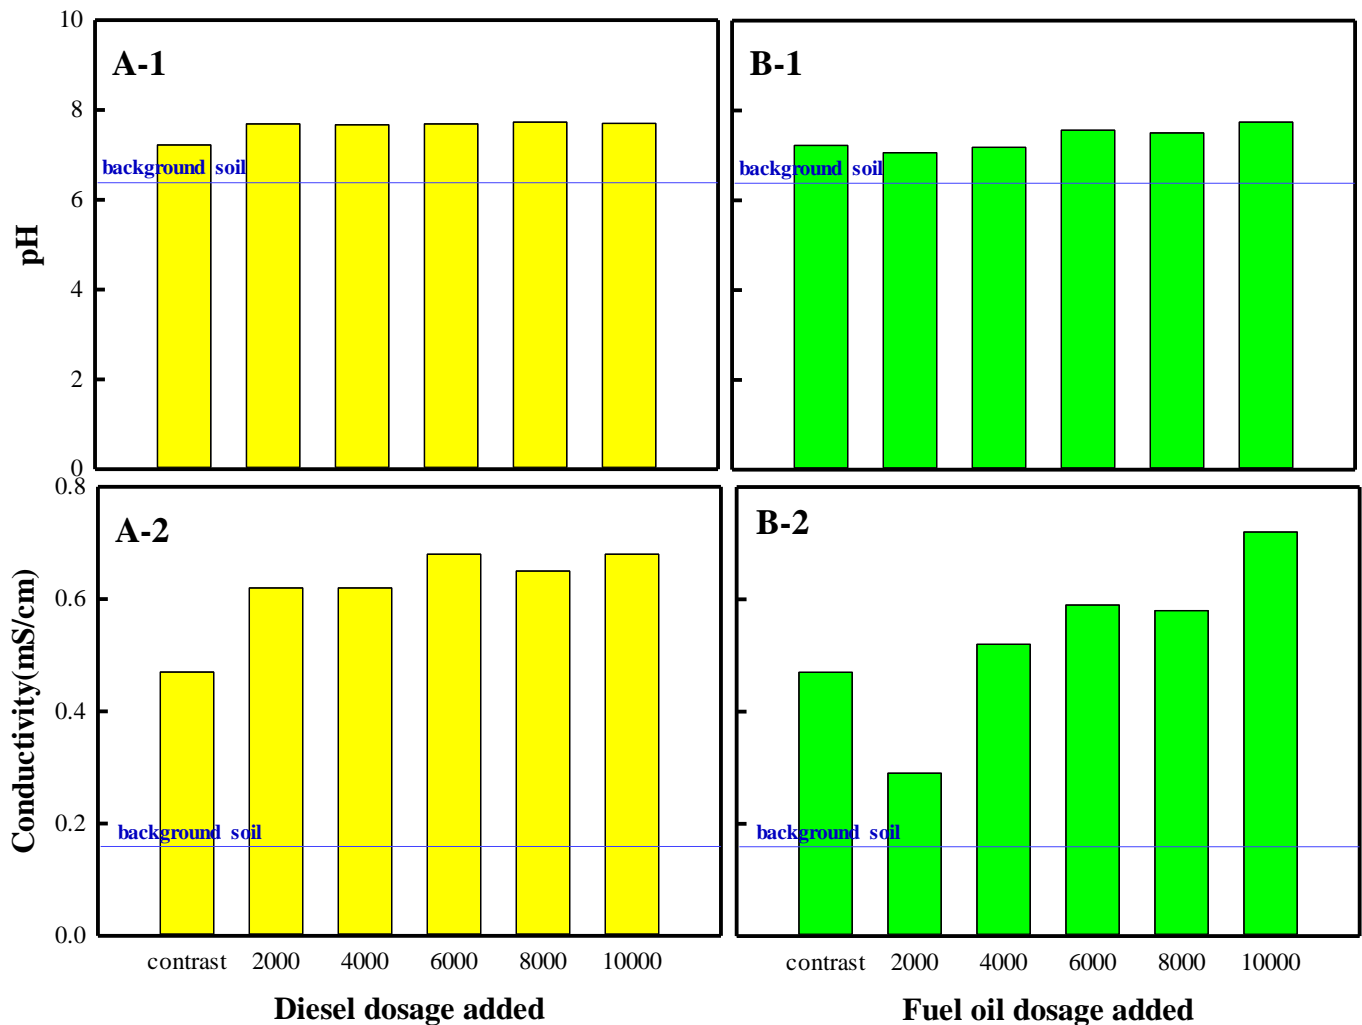 10
8
6
4
2
0
pH
A-1
background soil
B-1
background soil
0.8
0.6
0.4
0.2
0.0
Conductivity(mS/cm)
A-2
background soil
B-2
background soil
contrast 2000 4000 6000 8000 10000
contrast 2000 4000 6000 8000 10000
Diesel dosage added
Fuel oil dosage added